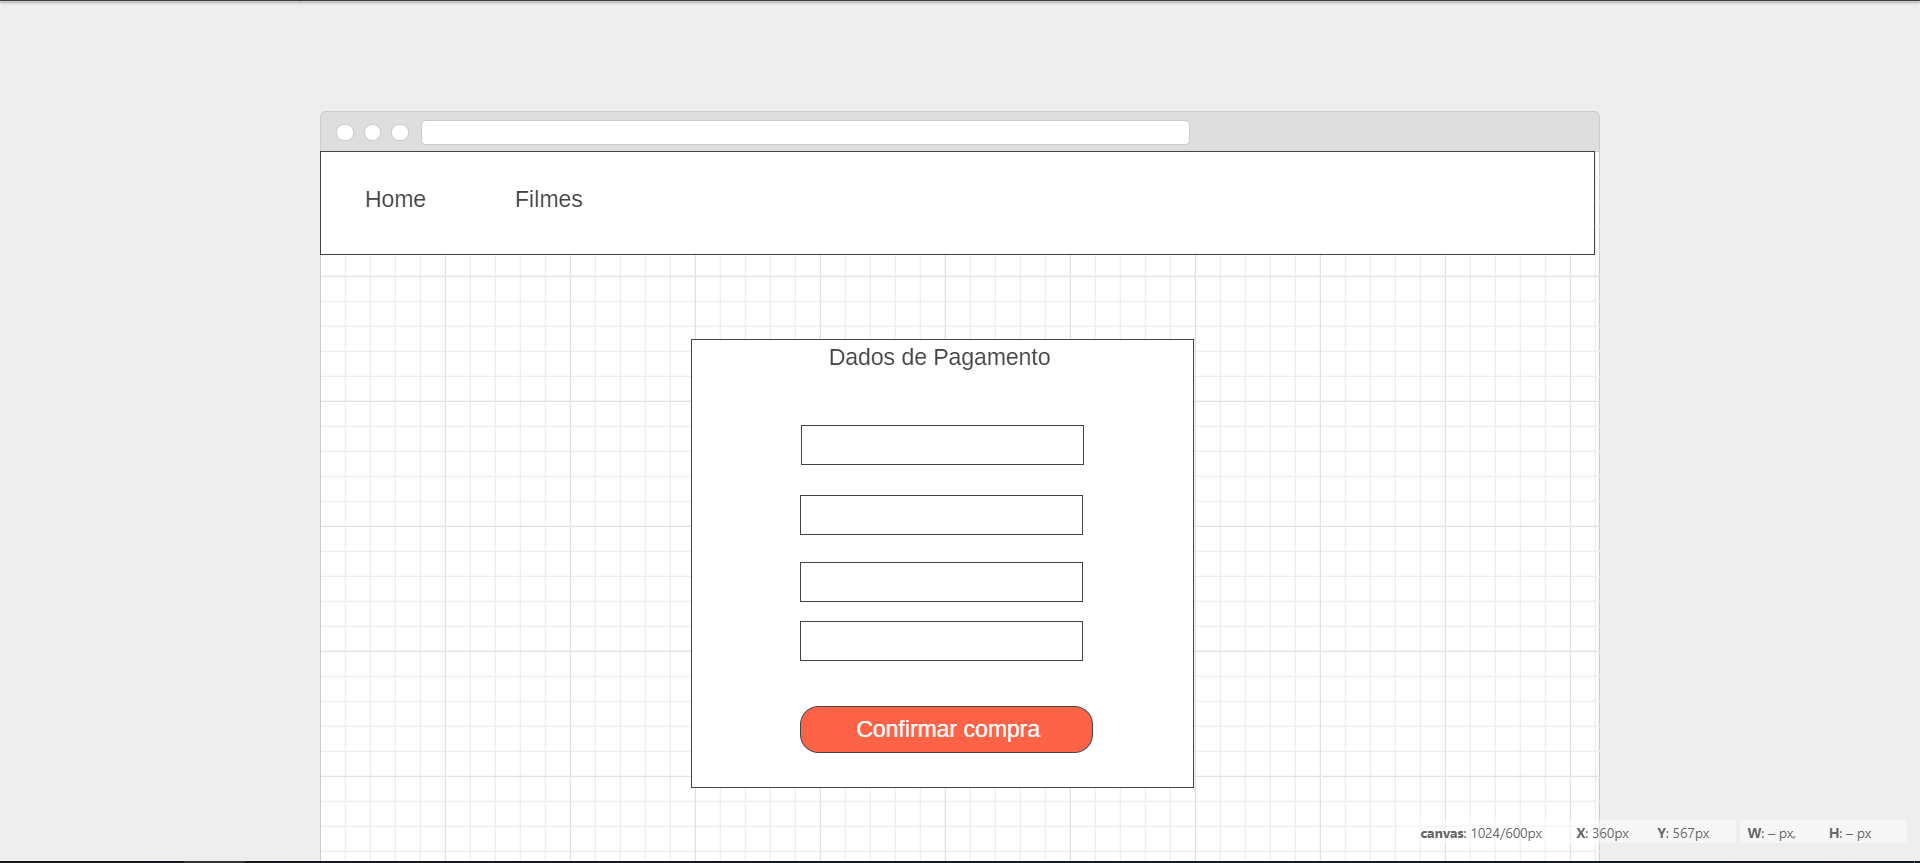 Home Filmes
Dados de Pagamento
Confirmar compra
canvas: 1024/600px X: 360px Y: 567px W: – px, H: – px